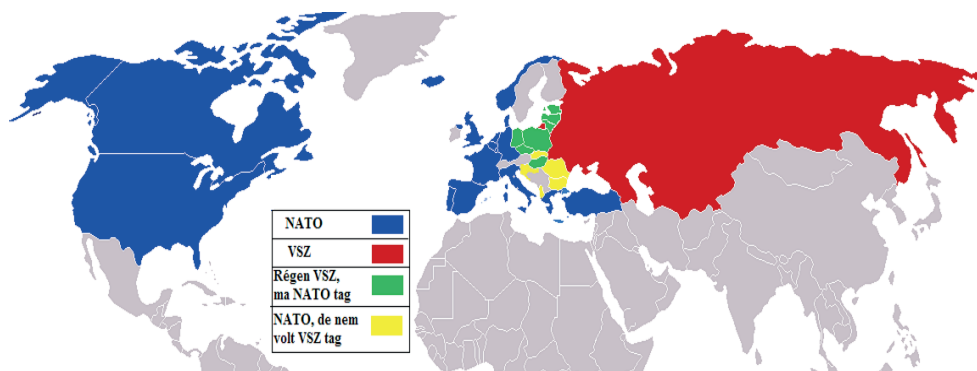 NATO
VSZ
Régen VSZ,
ma NATO tag
NATO, de nem
volt VSZ tag